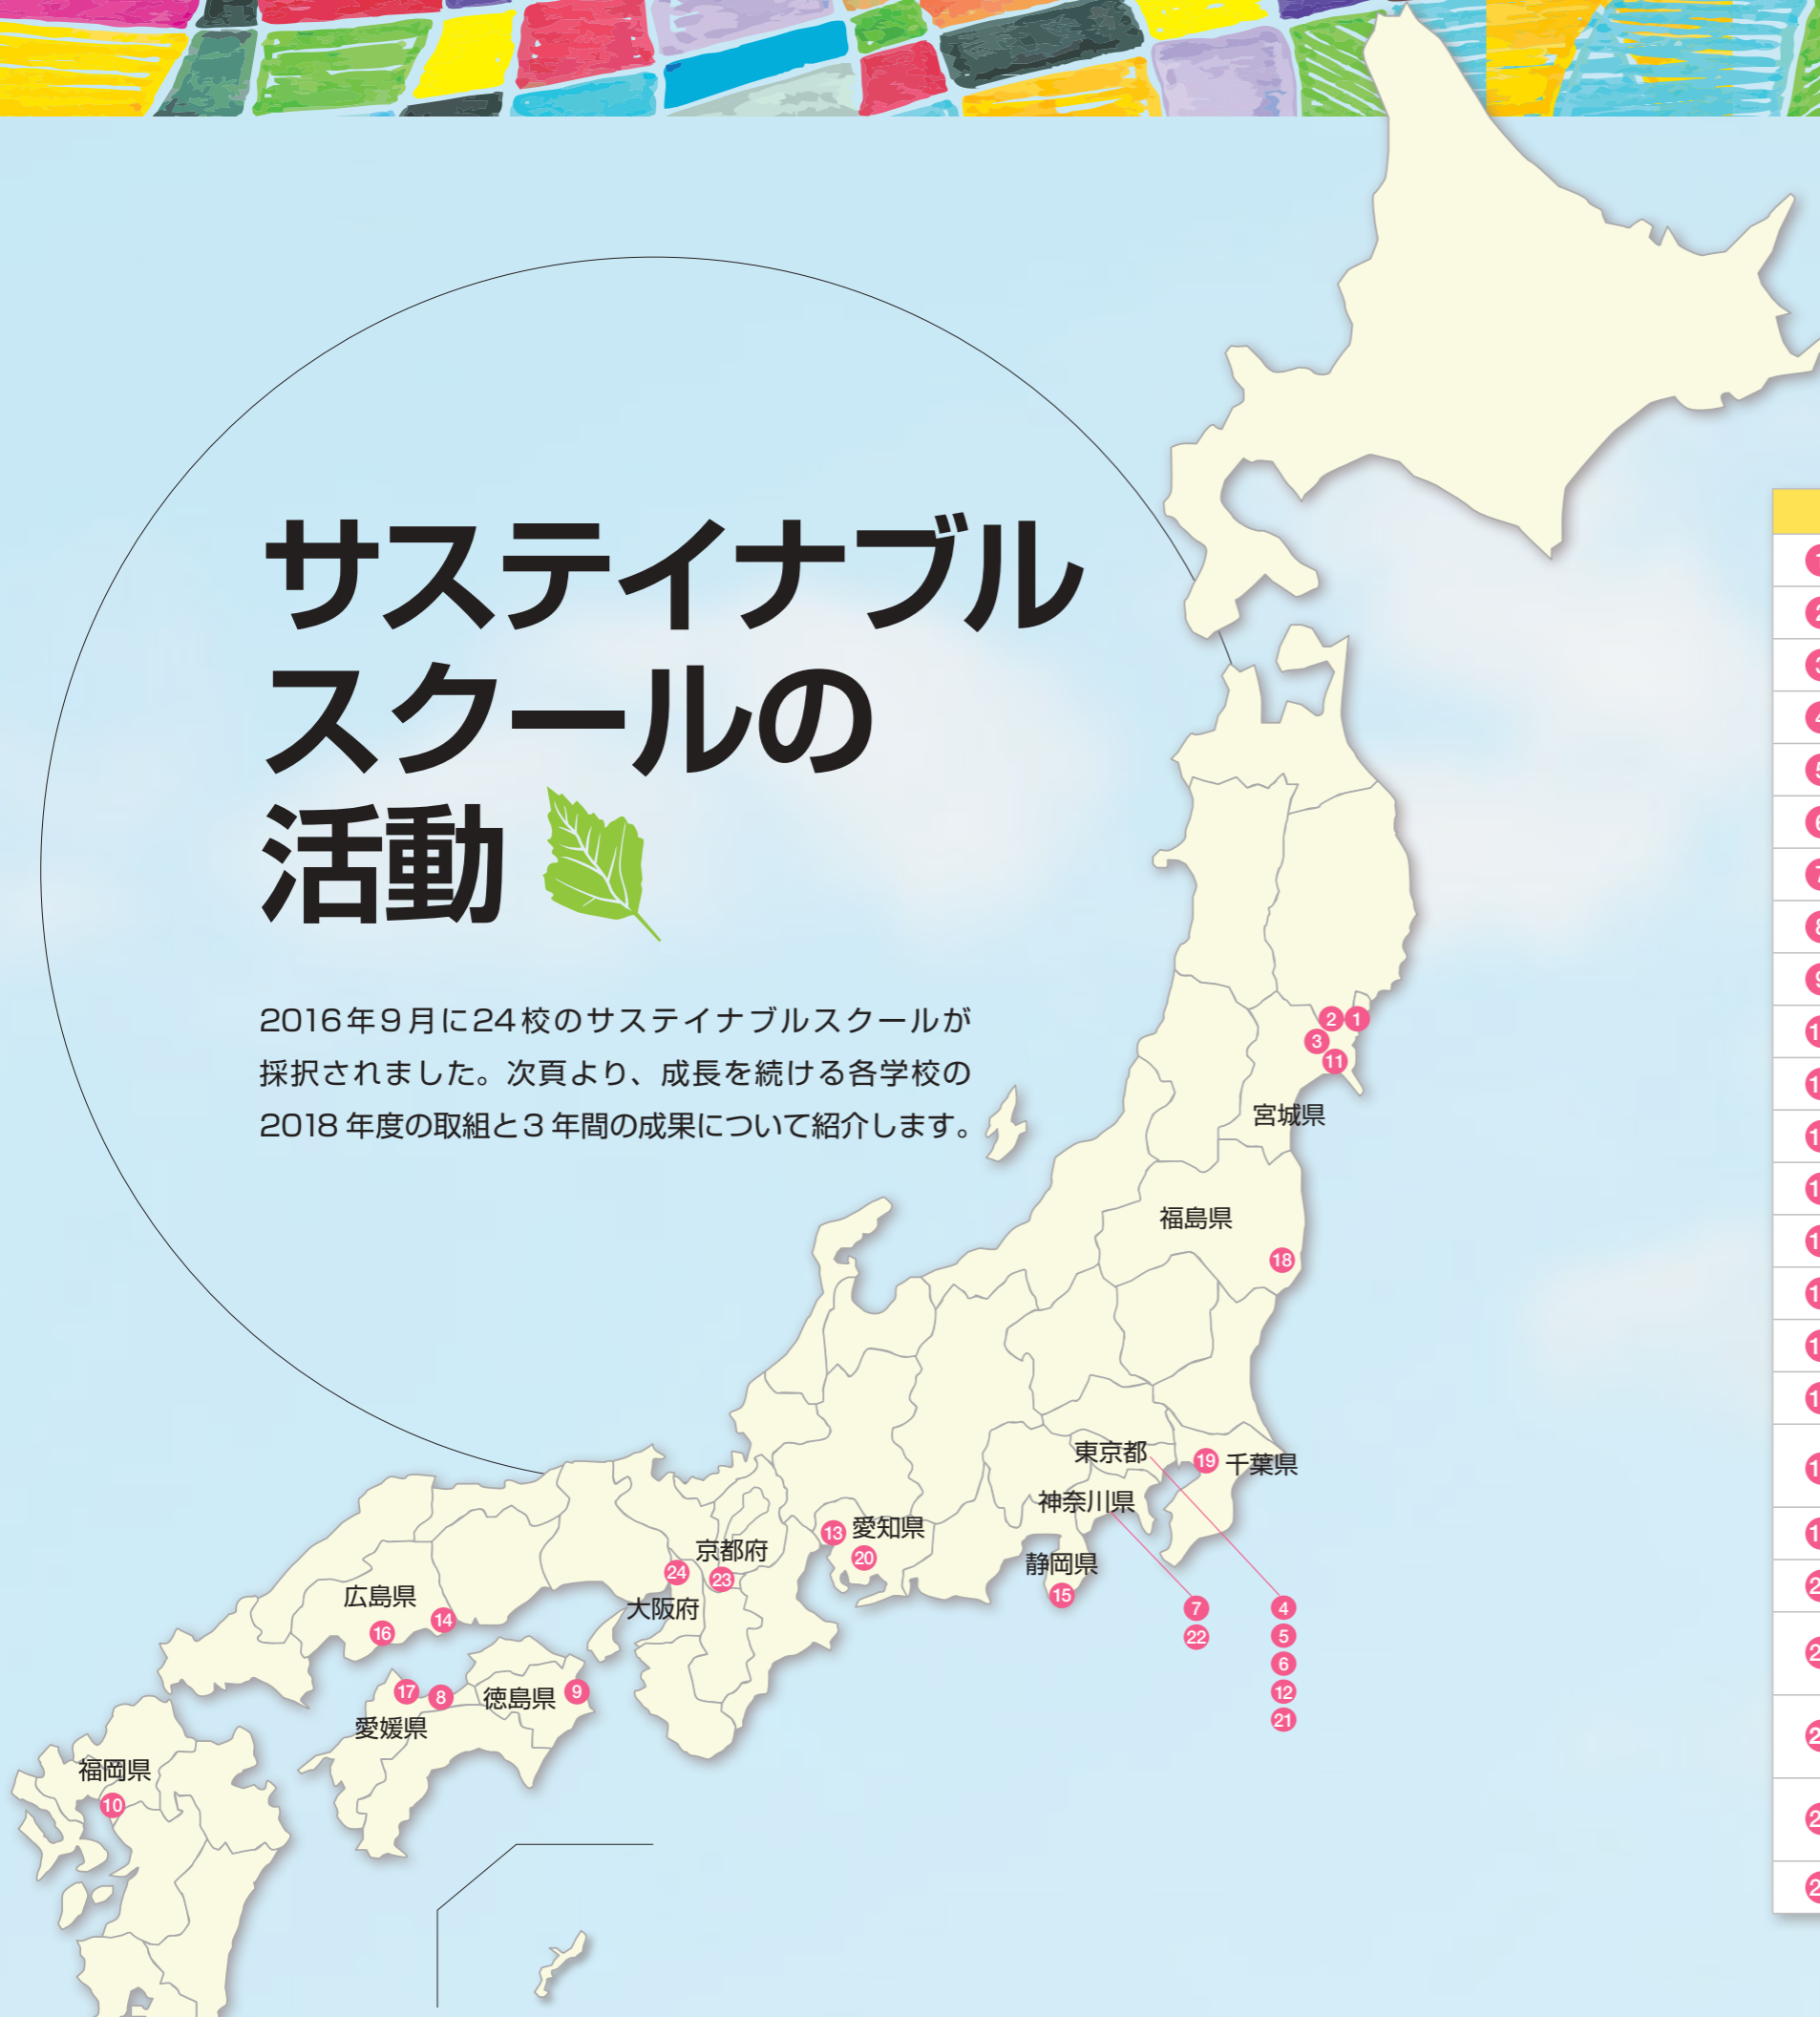 サステイナブル
スクールの
活動
2016年9月に24校のサステイナブルスクールが
採択されました。次頁より、成長を続ける各学校の
2018年度の取組と3年間の成果について紹介します。
2 1
3
11
宮城県
福島県
18
東京都
19 千葉県
神奈川県
13 愛知県
20
京都府
24 23
大阪府
静岡県
15
広島県
14
16
7
22
4
5
6
12
21
17 8
徳島県 9
愛媛県
福岡県
10